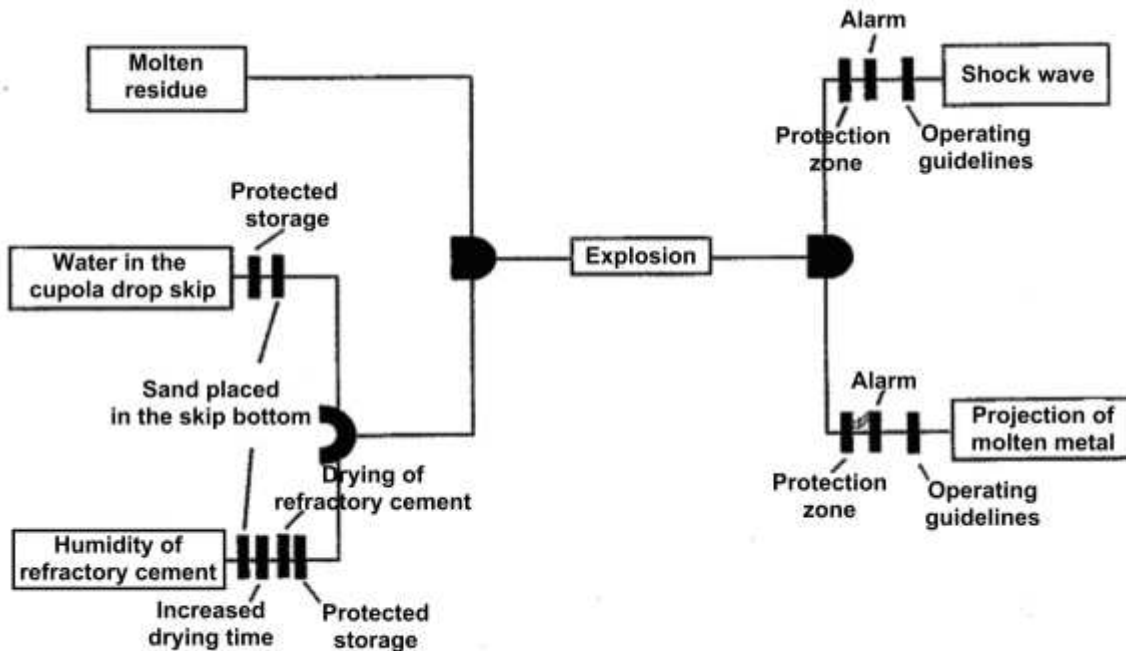 Molten
residue
Protected
storage
Water in the
cupola drop skip
Sand placed
in the skip bottom
Drying of
refractory cement
Humidity of
refractory cement
Increased
drying time
Protected
storage
Explosion
Alarm
Shock wave
Protection
zone
Operating
guidelines
Alarm
Projection of
molten metal
Protection
zone
Operating
guidelines